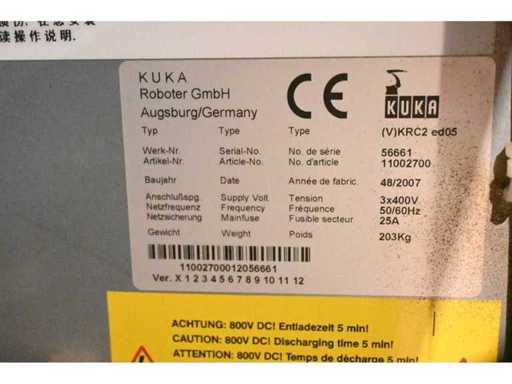 读操作说明.
KUKA
Roboter GmbH
Augsburg/Germany
CE
KUKA
Typ Type Type (V)KRC2 ed05
Werk-Nr. Serial-No. No. de série 56661
Artikel-Nr. Article-No. No. d'article 11002700
Baujahr Date Année de fabric. 48/2007
Anschlußspg. Supply Volt. Tension 3x400V
Netzfrequenz Frequency Fréquence 50/60Hz
Netzsicherung Mainfuse Fusible secteur 25A
Gewicht Weight Poids 203Kg
11002700012056661
Ver. X 1 2 3 4 5 6 7 8 9 10 11 12
ACHTUNG: 800V DC! Entladezeit 5 min!
CAUTION: 800V DC! Discharging time 5 min!
ATTENTION: 800V DC! Temps de décharge 5 min!